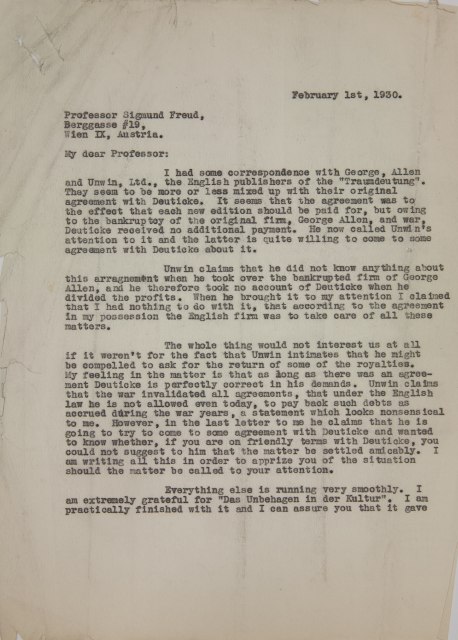 February 1st, 1930.
Professor Sigmund Freud,
Berggasse #19,
Wien IX, Austria.
My dear Professor:
I had some correspondence with George, Allen
and Unwin, Ltd., the English publishers of the "Traumdeutung".
They seem to be more or less mixed up with their original
agreement with Deuticke. It seems that the agreement was to
the effect that each new edition should be paid for, but owing
to the bankruptcy of the original firm, George Allen, and war,
Deuticke received no additional payment. He now called Unwin's
attention to it and the latter is quite willing to come to some
agreement with Deuticke about it.
Unwin claims that he did not know anything about
this arragnement when he took over the bankrupted firm of George
Allen, and he therefore took no account of Deuticke when he
divided the profits. When he brought it to my attention I claimed
that I had nothing to do with it, that according to the agreement
in my possession the English firm was to take care of all these
matters.
The whole thing would not interest us at all
if it weren't for the fact that Unwin intimates that he might
be compelled to ask for the return of some of the royalties.
My feeling in the matter is that as long as there was an agree-
ment Deuticke is perfectly correct in his demands. Unwin claims
that the war invalidated all agreements, that under the English
law he is not allowed even today, to pay back such debts as
accrued during the war years, a statement which looks nonsensical
to me. However, in the last letter to me he claims that he is
going to try to come to some agreement with Deuticke and wanted
to know whether, if you are on friendly terms with Deuticke, you
could not suggest to him that the matter be settled amicably. I
am writing all this in order to apprize you of the situation
should the matter be called to your attention.
Everything else is running very smoothly. I
am extremely grateful for "Das Unbehagen in der Kultur". I am
practically finished with it and I can assure you that it gave